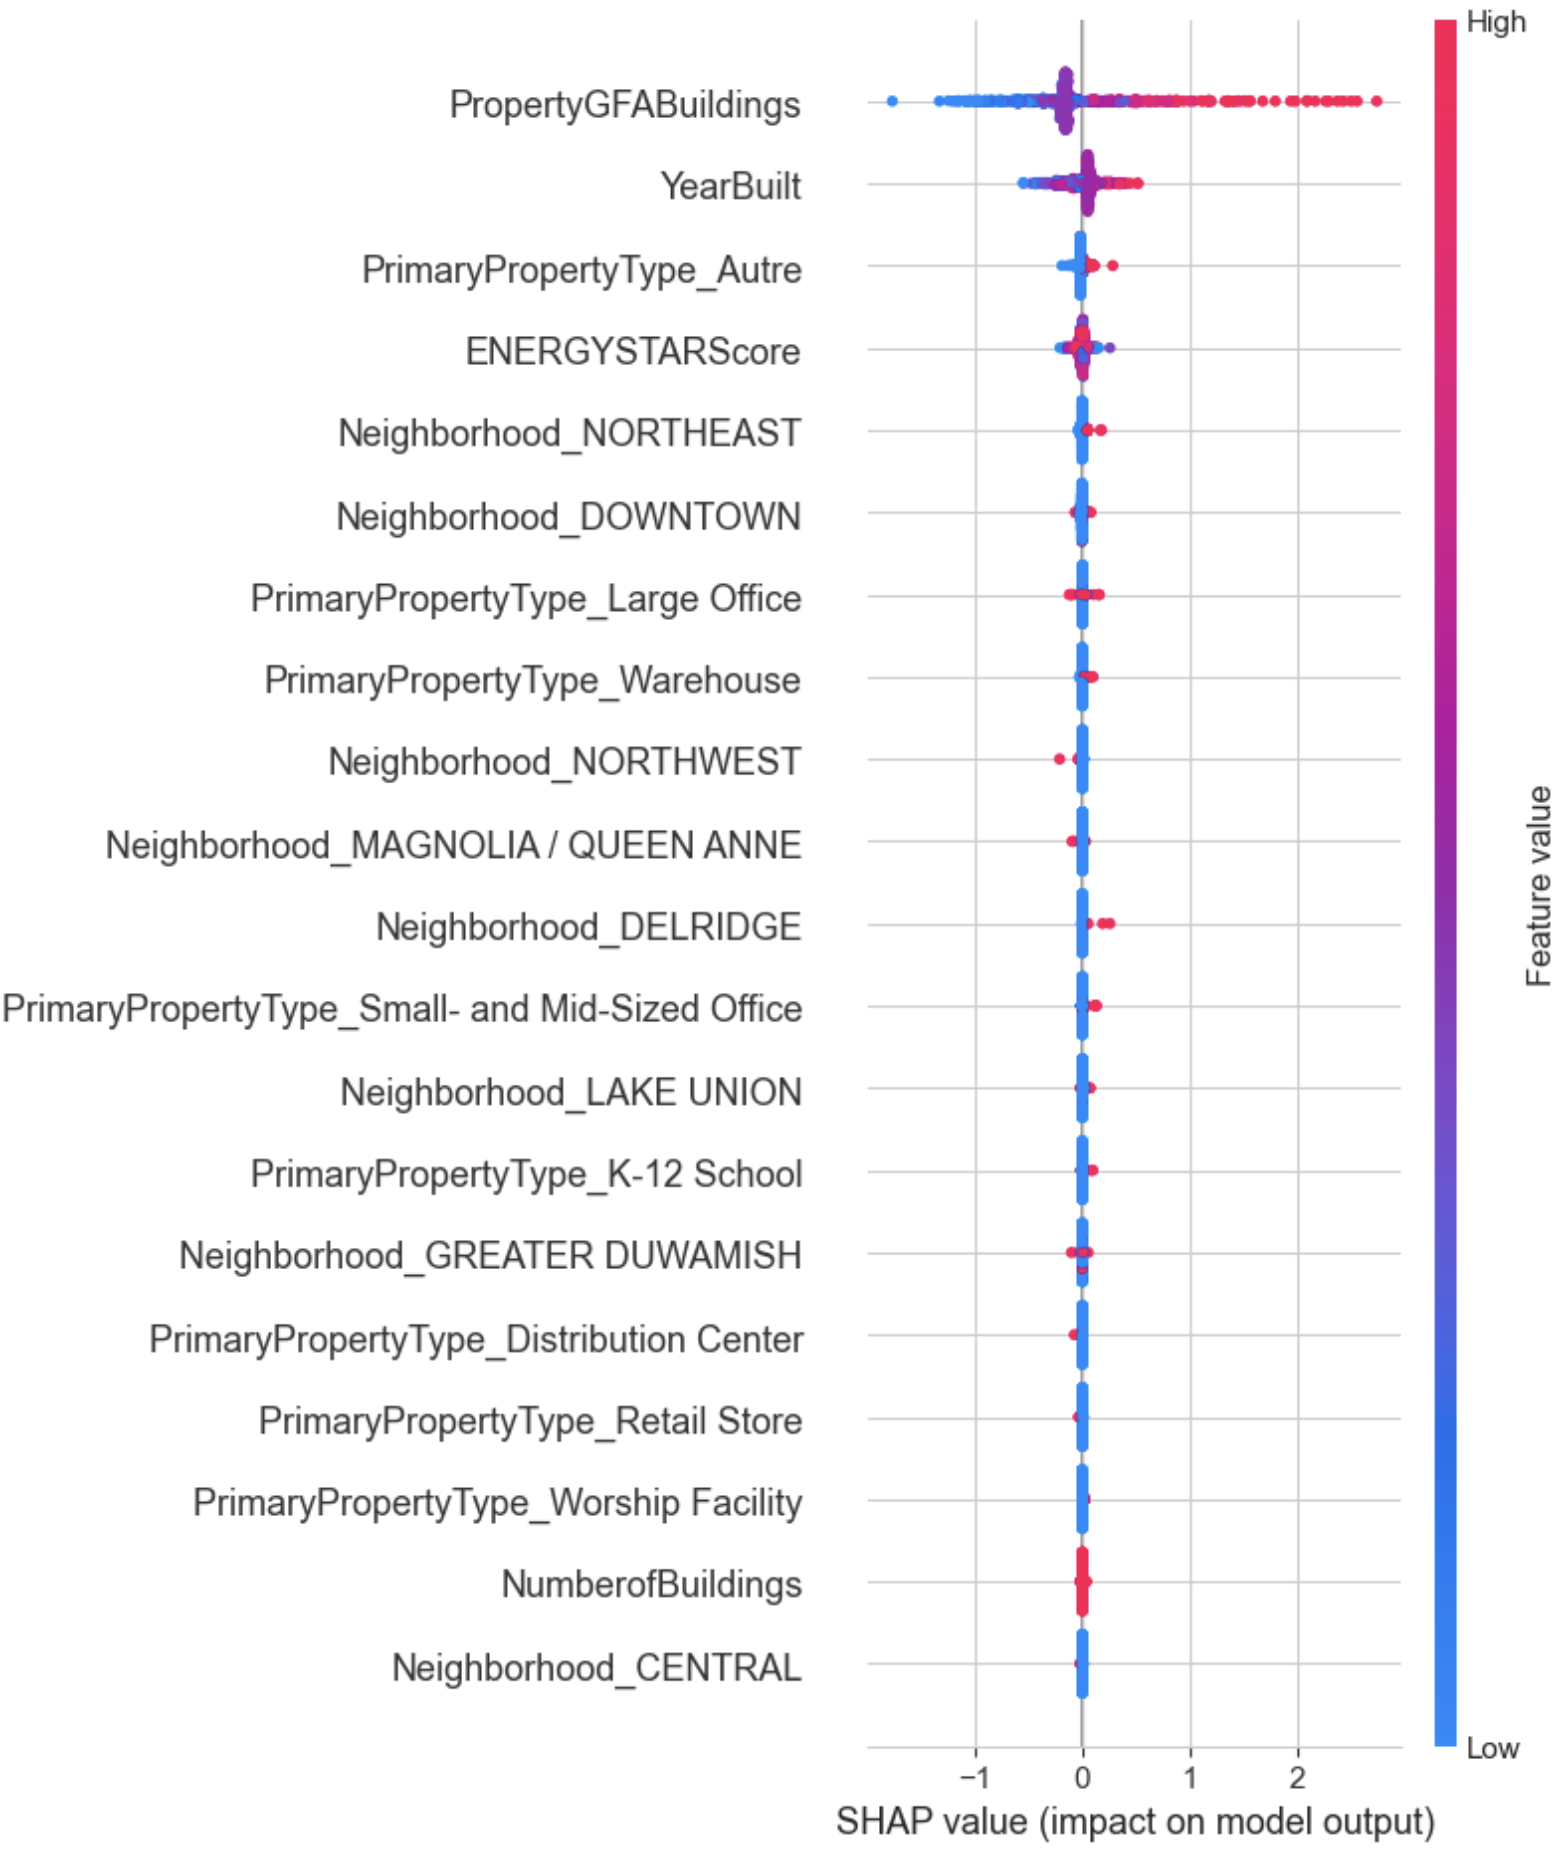 High
PropertyGFABuildings
YearBuilt
PrimaryPropertyType_Autre
ENERGYSTARScore
Neighborhood_NORTHEAST
Neighborhood_DOWNTOWN
PrimaryPropertyType_Large Office
PrimaryPropertyType_Warehouse
Neighborhood_NORTHWEST
Neighborhood_MAGNOLIA / QUEEN ANNE
Neighborhood_DELRIDGE
PrimaryPropertyType_Small- and Mid-Sized Office
Neighborhood_LAKE UNION
PrimaryPropertyType_K-12 School
Neighborhood_GREATER DUWAMISH
PrimaryPropertyType_Distribution Center
PrimaryPropertyType_Retail Store
PrimaryPropertyType_Worship Facility
NumberofBuildings
Neighborhood_CENTRAL
Feature value
Low
−1 0 1 2
SHAP value (impact on model output)